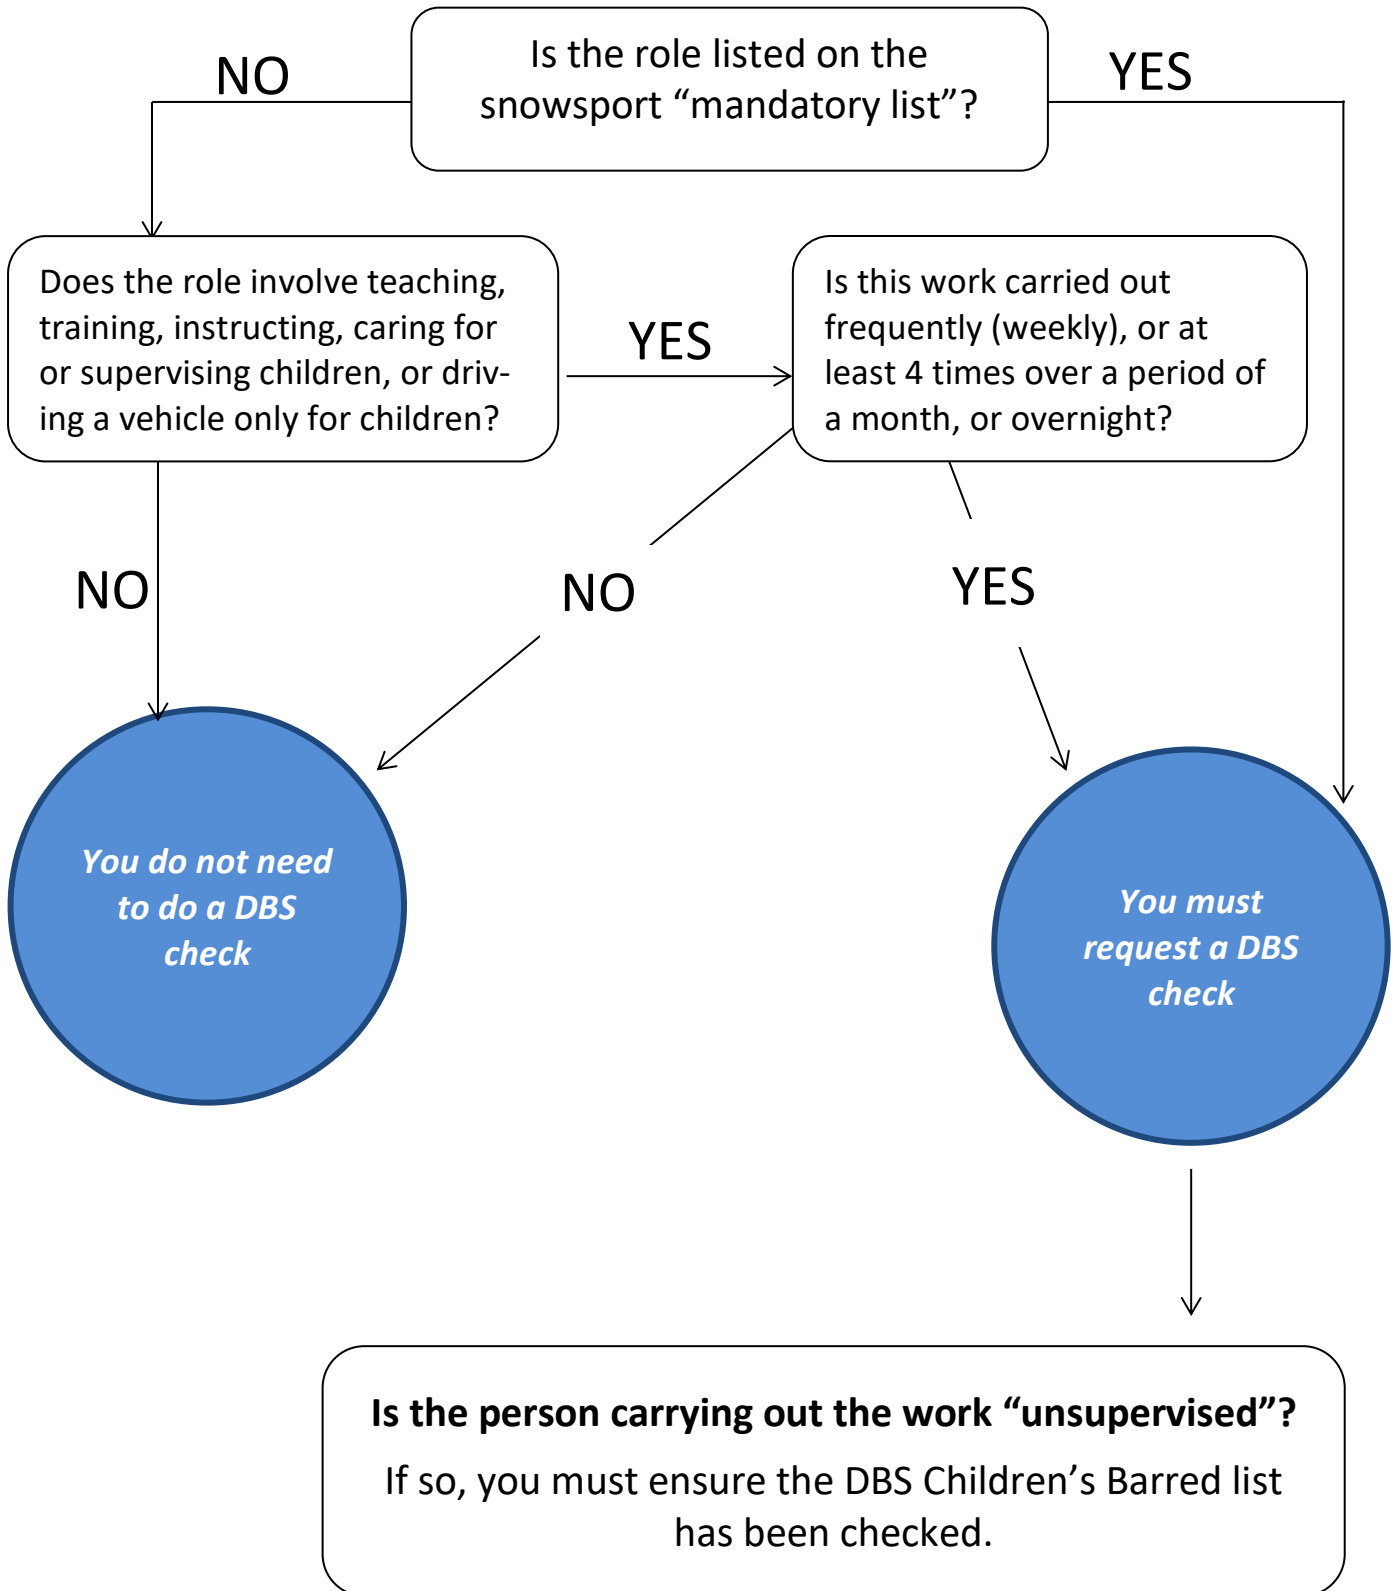 Is the role listed on the
snowsport “mandatory list”?
NO
YES
Does the role involve teaching,
training, instructing, caring for
or supervising children, or driv-
ing a vehicle only for children?
YES
Is this work carried out
frequently (weekly), or at
least 4 times over a period of
a month, or overnight?
NO
NO
YES
You do not need
to do a DBS
check
You must
request a DBS
check
Is the person carrying out the work “unsupervised”?
If so, you must ensure the DBS Children’s Barred list
has been checked.